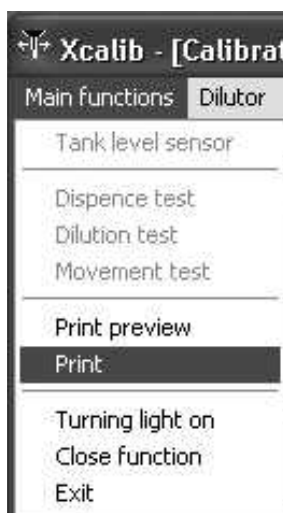 Xcalib - [Calibrat
Main functions Dilutor
Tank level sensor
Dispence test
Dilution test
Movement test
Print preview
Print
Turning light on
Close function
Exit